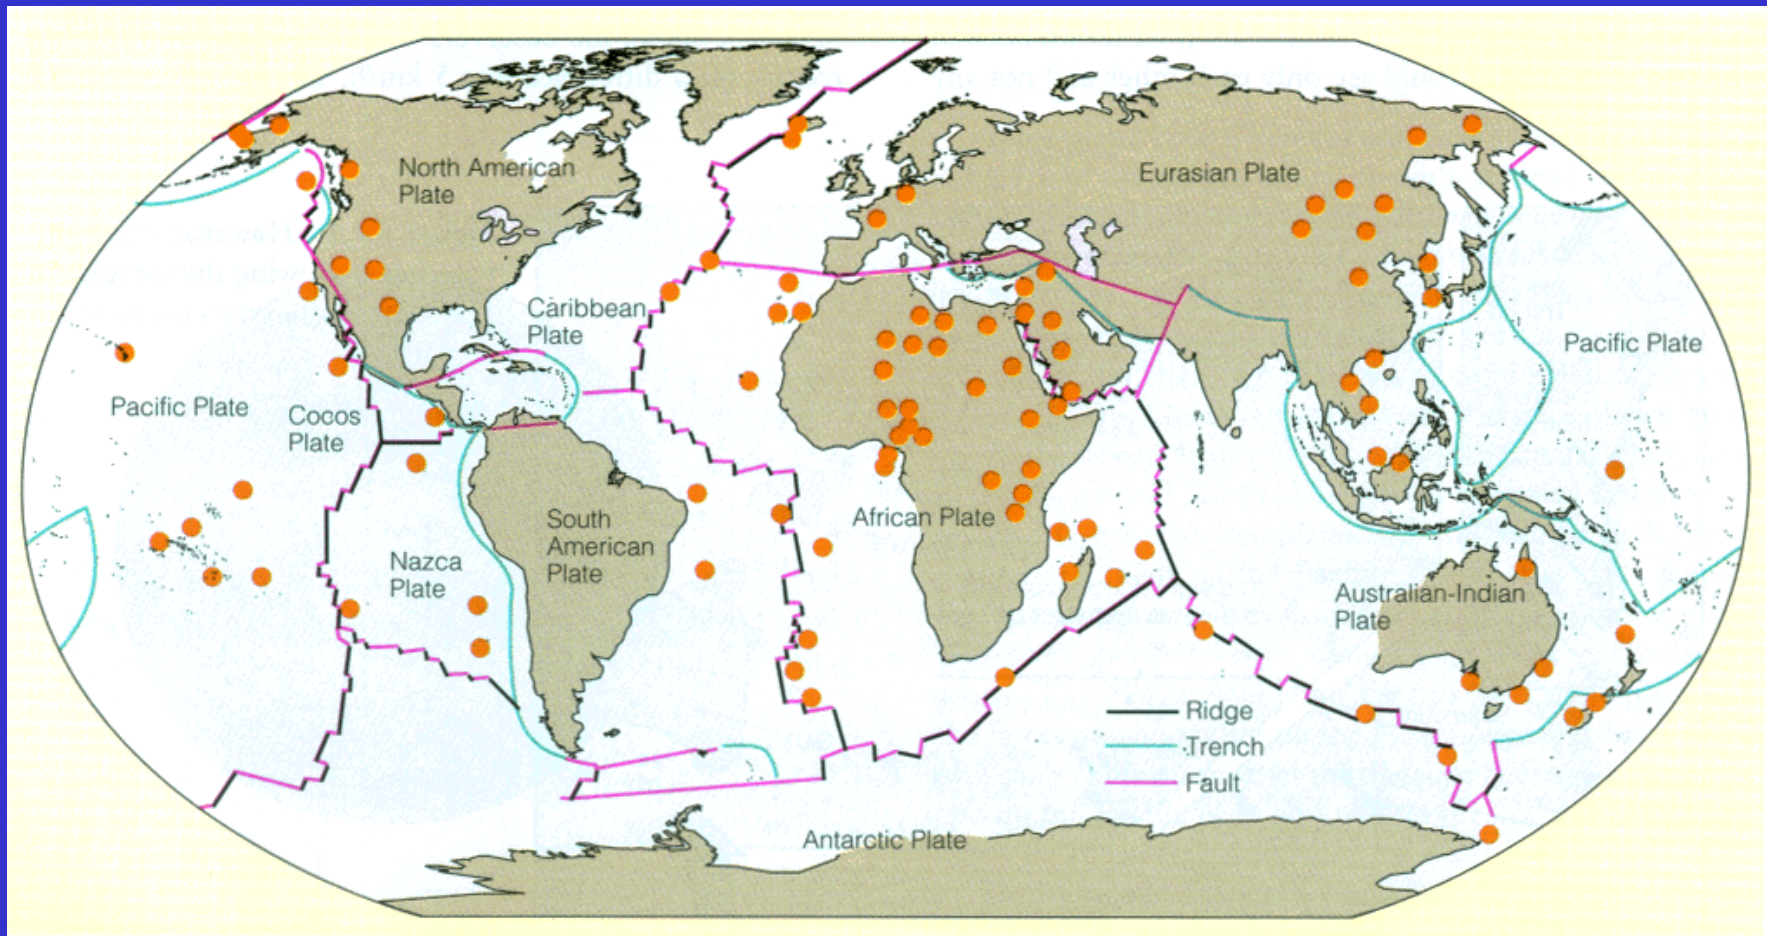 North American
Plate
Eurasian Plate
Caribbean
Plate
Pacific Plate
Pacific Plate
Cocos
Plate
South
American
Plate
African Plate
Nazca
Plate
Australian-Indian
Plate
Ridge
Trench
Fault
Antarctic Plate